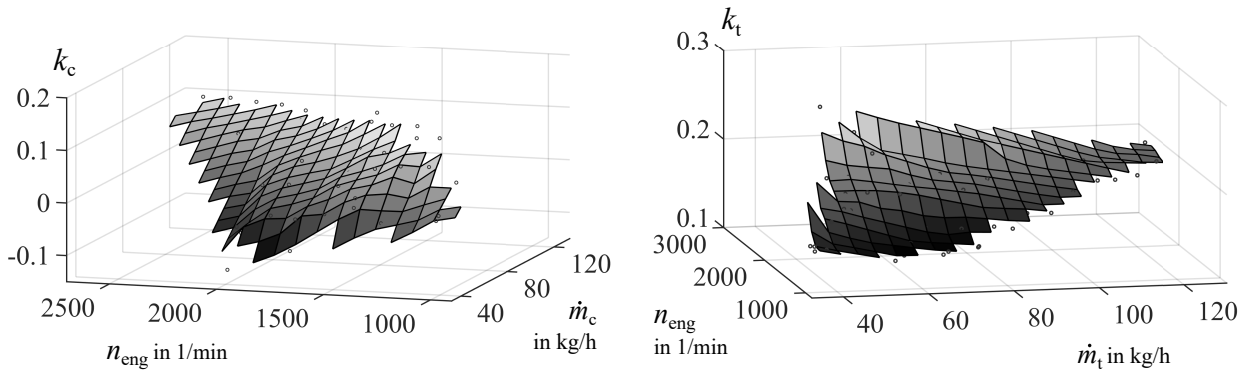 k_c
0.2
0.1
0
-0.1
2500
2000
1500
1000
n_eng in 1/min
40
80
120
ṁ_c
in kg/h
k_t
0.3
0.2
0.1
3000
2000
1000
n_eng
in 1/min
40
60
80
100
120
ṁ_t in kg/h